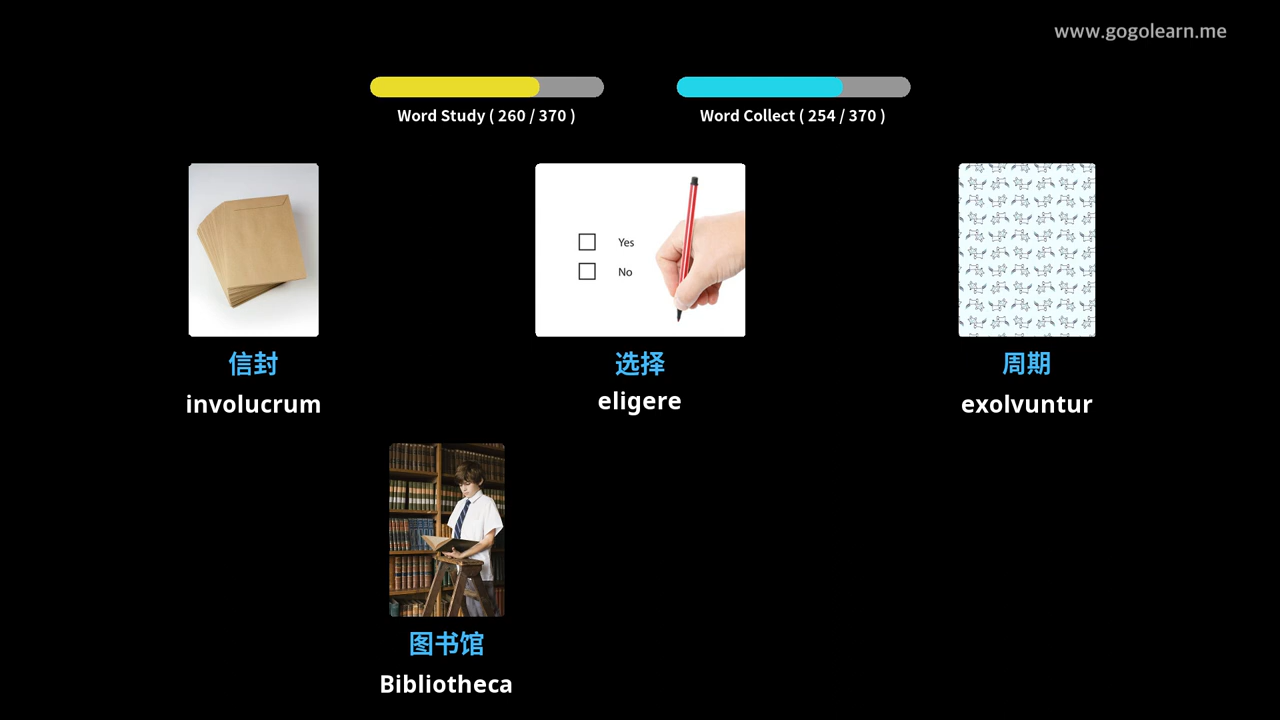 www.gogolearn.me
Word Study ( 260 / 370 )
Word Collect ( 254 / 370 )
Yes
No
信封
选择
周期
involucrum
eligere
exolvuntur
图书馆
Bibliotheca